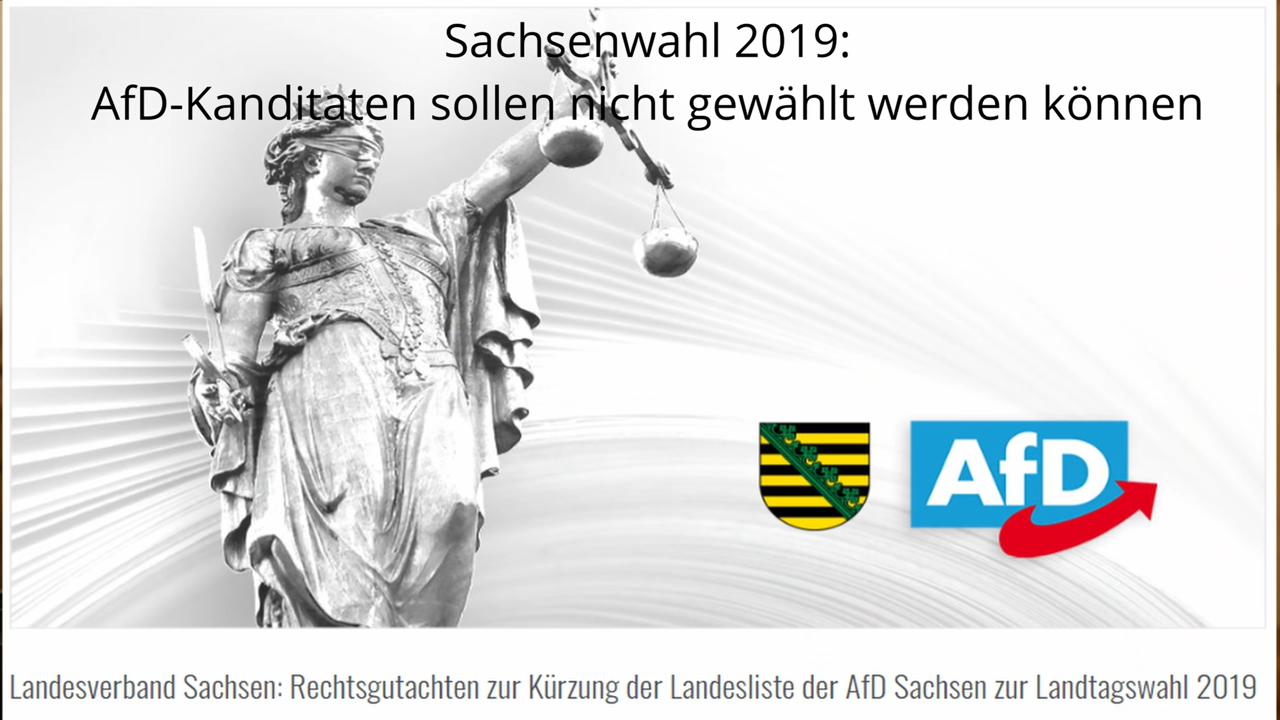 Sachsenwahl 2019:
AfD-Kanditaten sollen nicht gewählt werden können
AfD
Landesverband Sachsen: Rechtsgutachten zur Kürzung der Landesliste der AfD Sachsen zur Landtagswahl 2019